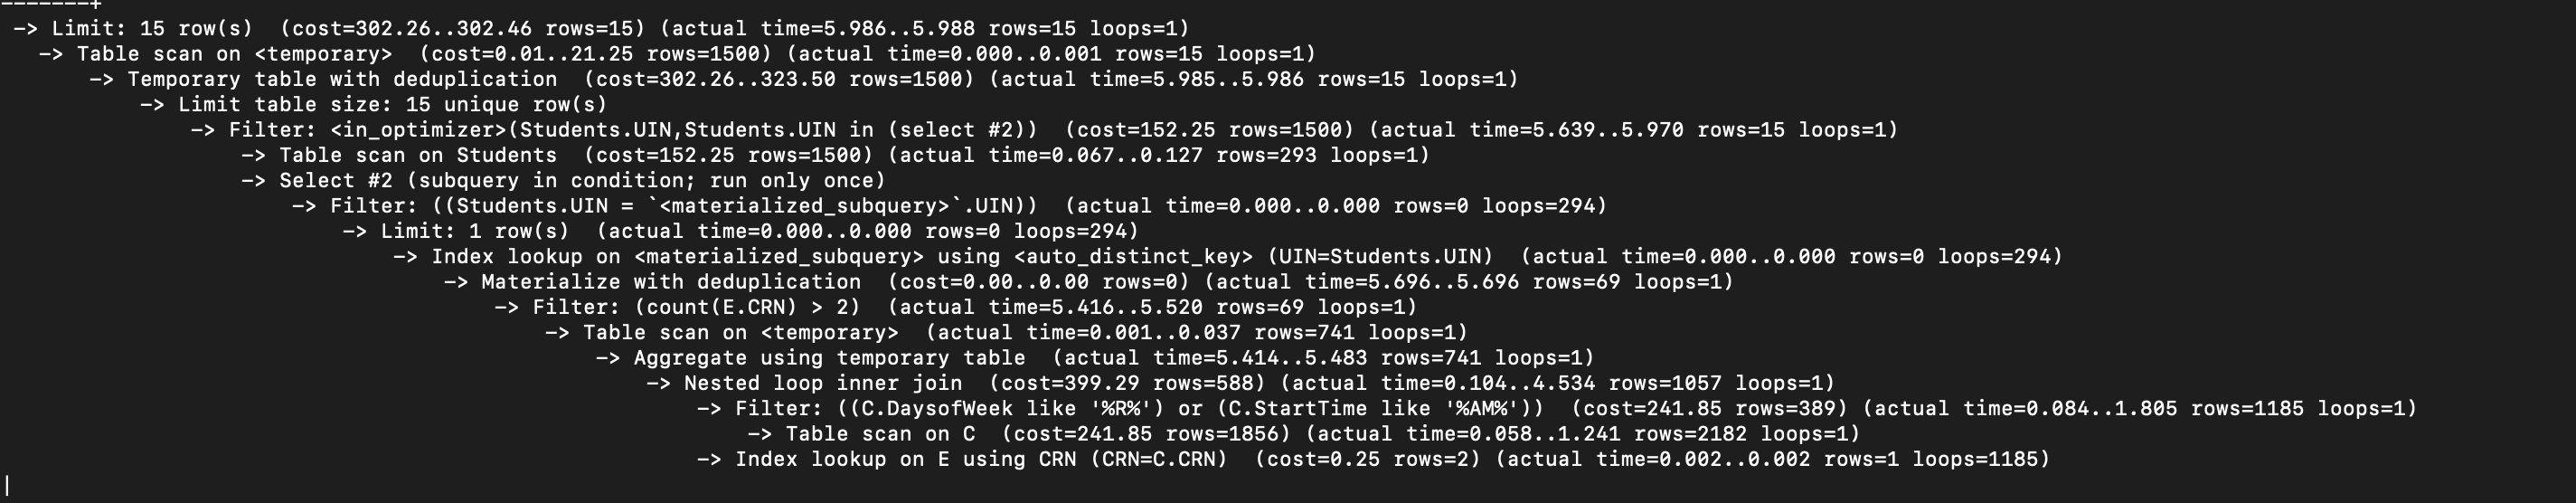 -------+
-> Limit: 15 row(s)  (cost=302.26..302.46 rows=15) (actual time=5.986..5.988 rows=15 loops=1)
-> Table scan on <temporary>  (cost=0.01..21.25 rows=1500) (actual time=0.000..0.001 rows=15 loops=1)
-> Temporary table with deduplication  (cost=302.26..323.50 rows=1500) (actual time=5.985..5.986 rows=15 loops=1)
-> Limit table size: 15 unique row(s)
-> Filter: <in_optimizer>(Students.UIN,Students.UIN in (select #2))  (cost=152.25 rows=1500) (actual time=5.639..5.970 rows=15 loops=1)
-> Table scan on Students  (cost=152.25 rows=1500) (actual time=0.067..0.127 rows=293 loops=1)
-> Select #2 (subquery in condition; run only once)
-> Filter: ((Students.UIN = `<materialized_subquery>`.UIN))  (actual time=0.000..0.000 rows=0 loops=294)
-> Limit: 1 row(s)  (actual time=0.000..0.000 rows=0 loops=294)
-> Index lookup on <materialized_subquery> using <auto_distinct_key> (UIN=Students.UIN)  (actual time=0.000..0.000 rows=0 loops=294)
-> Materialize with deduplication  (cost=0.00..0.00 rows=0) (actual time=5.696..5.696 rows=69 loops=1)
-> Filter: (count(E.CRN) > 2)  (actual time=5.416..5.520 rows=69 loops=1)
-> Table scan on <temporary>  (actual time=0.001..0.037 rows=741 loops=1)
-> Aggregate using temporary table  (actual time=5.414..5.483 rows=741 loops=1)
-> Nested loop inner join  (cost=399.29 rows=588) (actual time=0.104..4.534 rows=1057 loops=1)
-> Filter: ((C.DaysofWeek like '%R%') or (C.StartTime like '%AM%'))  (cost=241.85 rows=389) (actual time=0.084..1.805 rows=1185 loops=1)
-> Table scan on C  (cost=241.85 rows=1856) (actual time=0.058..1.241 rows=2182 loops=1)
-> Index lookup on E using CRN (CRN=C.CRN)  (cost=0.25 rows=2) (actual time=0.002..0.002 rows=1 loops=1185)
|